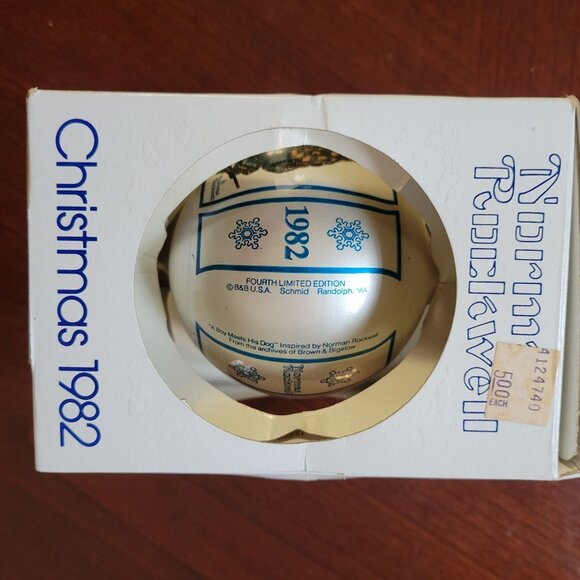 Christmas 1982
1982
FOURTH LIMITED EDITION
© B&B U.S.A. Schmid Randolph, MA
"A Boy Meets His Dog" Inspired by Norman Rockwell
From the archives of Brown & Bigelow
Norman
Rockwell
4124740
500